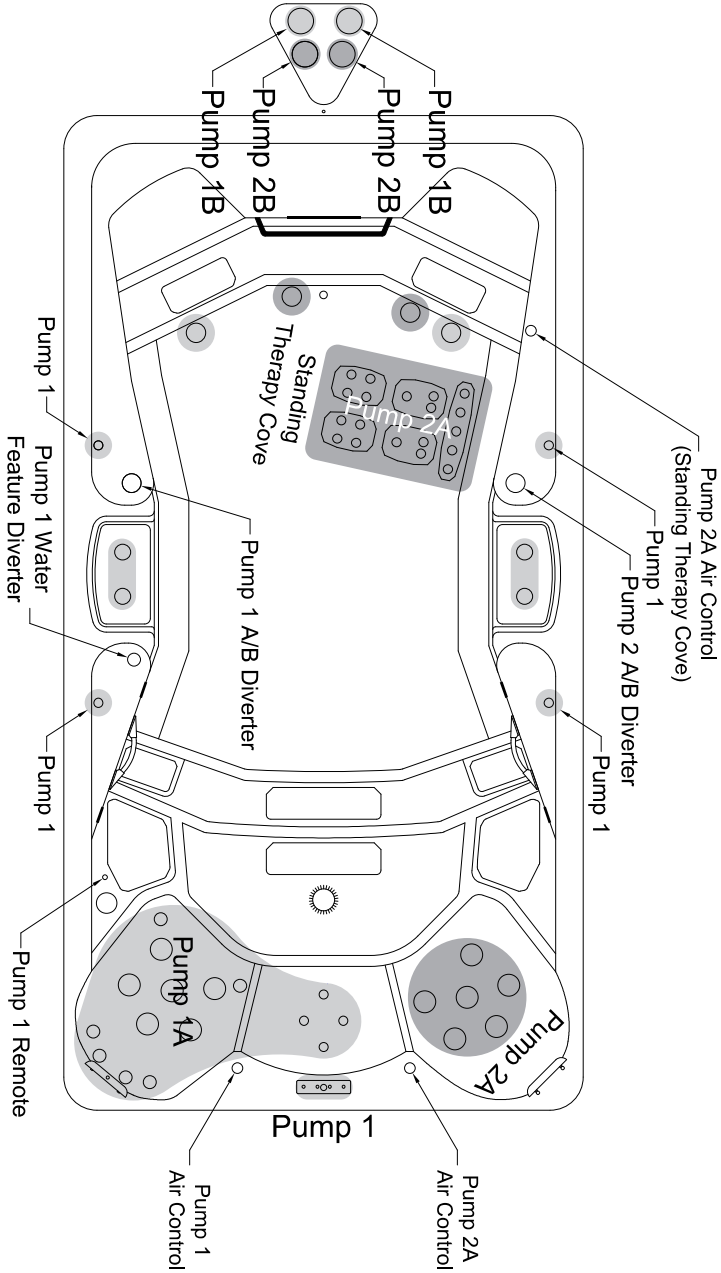 Pump 1B
Pump 2B
Pump 2B
Pump 1B
Standing
Therapy Cove
Pump 2A
Pump 2A Air Control
(Standing Therapy Cove)
Pump 1
Pump 2 A/B Diverter
Pump 1
Pump 1
Pump 1 Water
Feature Diverter
Pump 1 A/B Diverter
Pump 1
Pump 1 Remote
Pump 1A
Pump 2A
Pump 1
Pump 1
Air Control
Pump 2A
Air Control